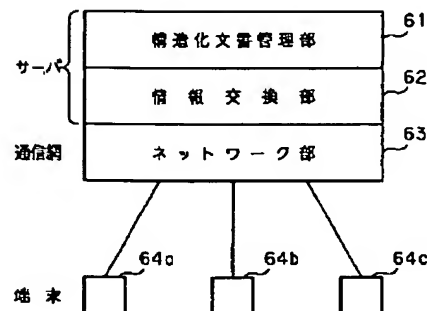 構造化文書管理部 61
サーバ
情報交換部 62
通信網 ネットワーク部 63
64a 64b 64c
端末